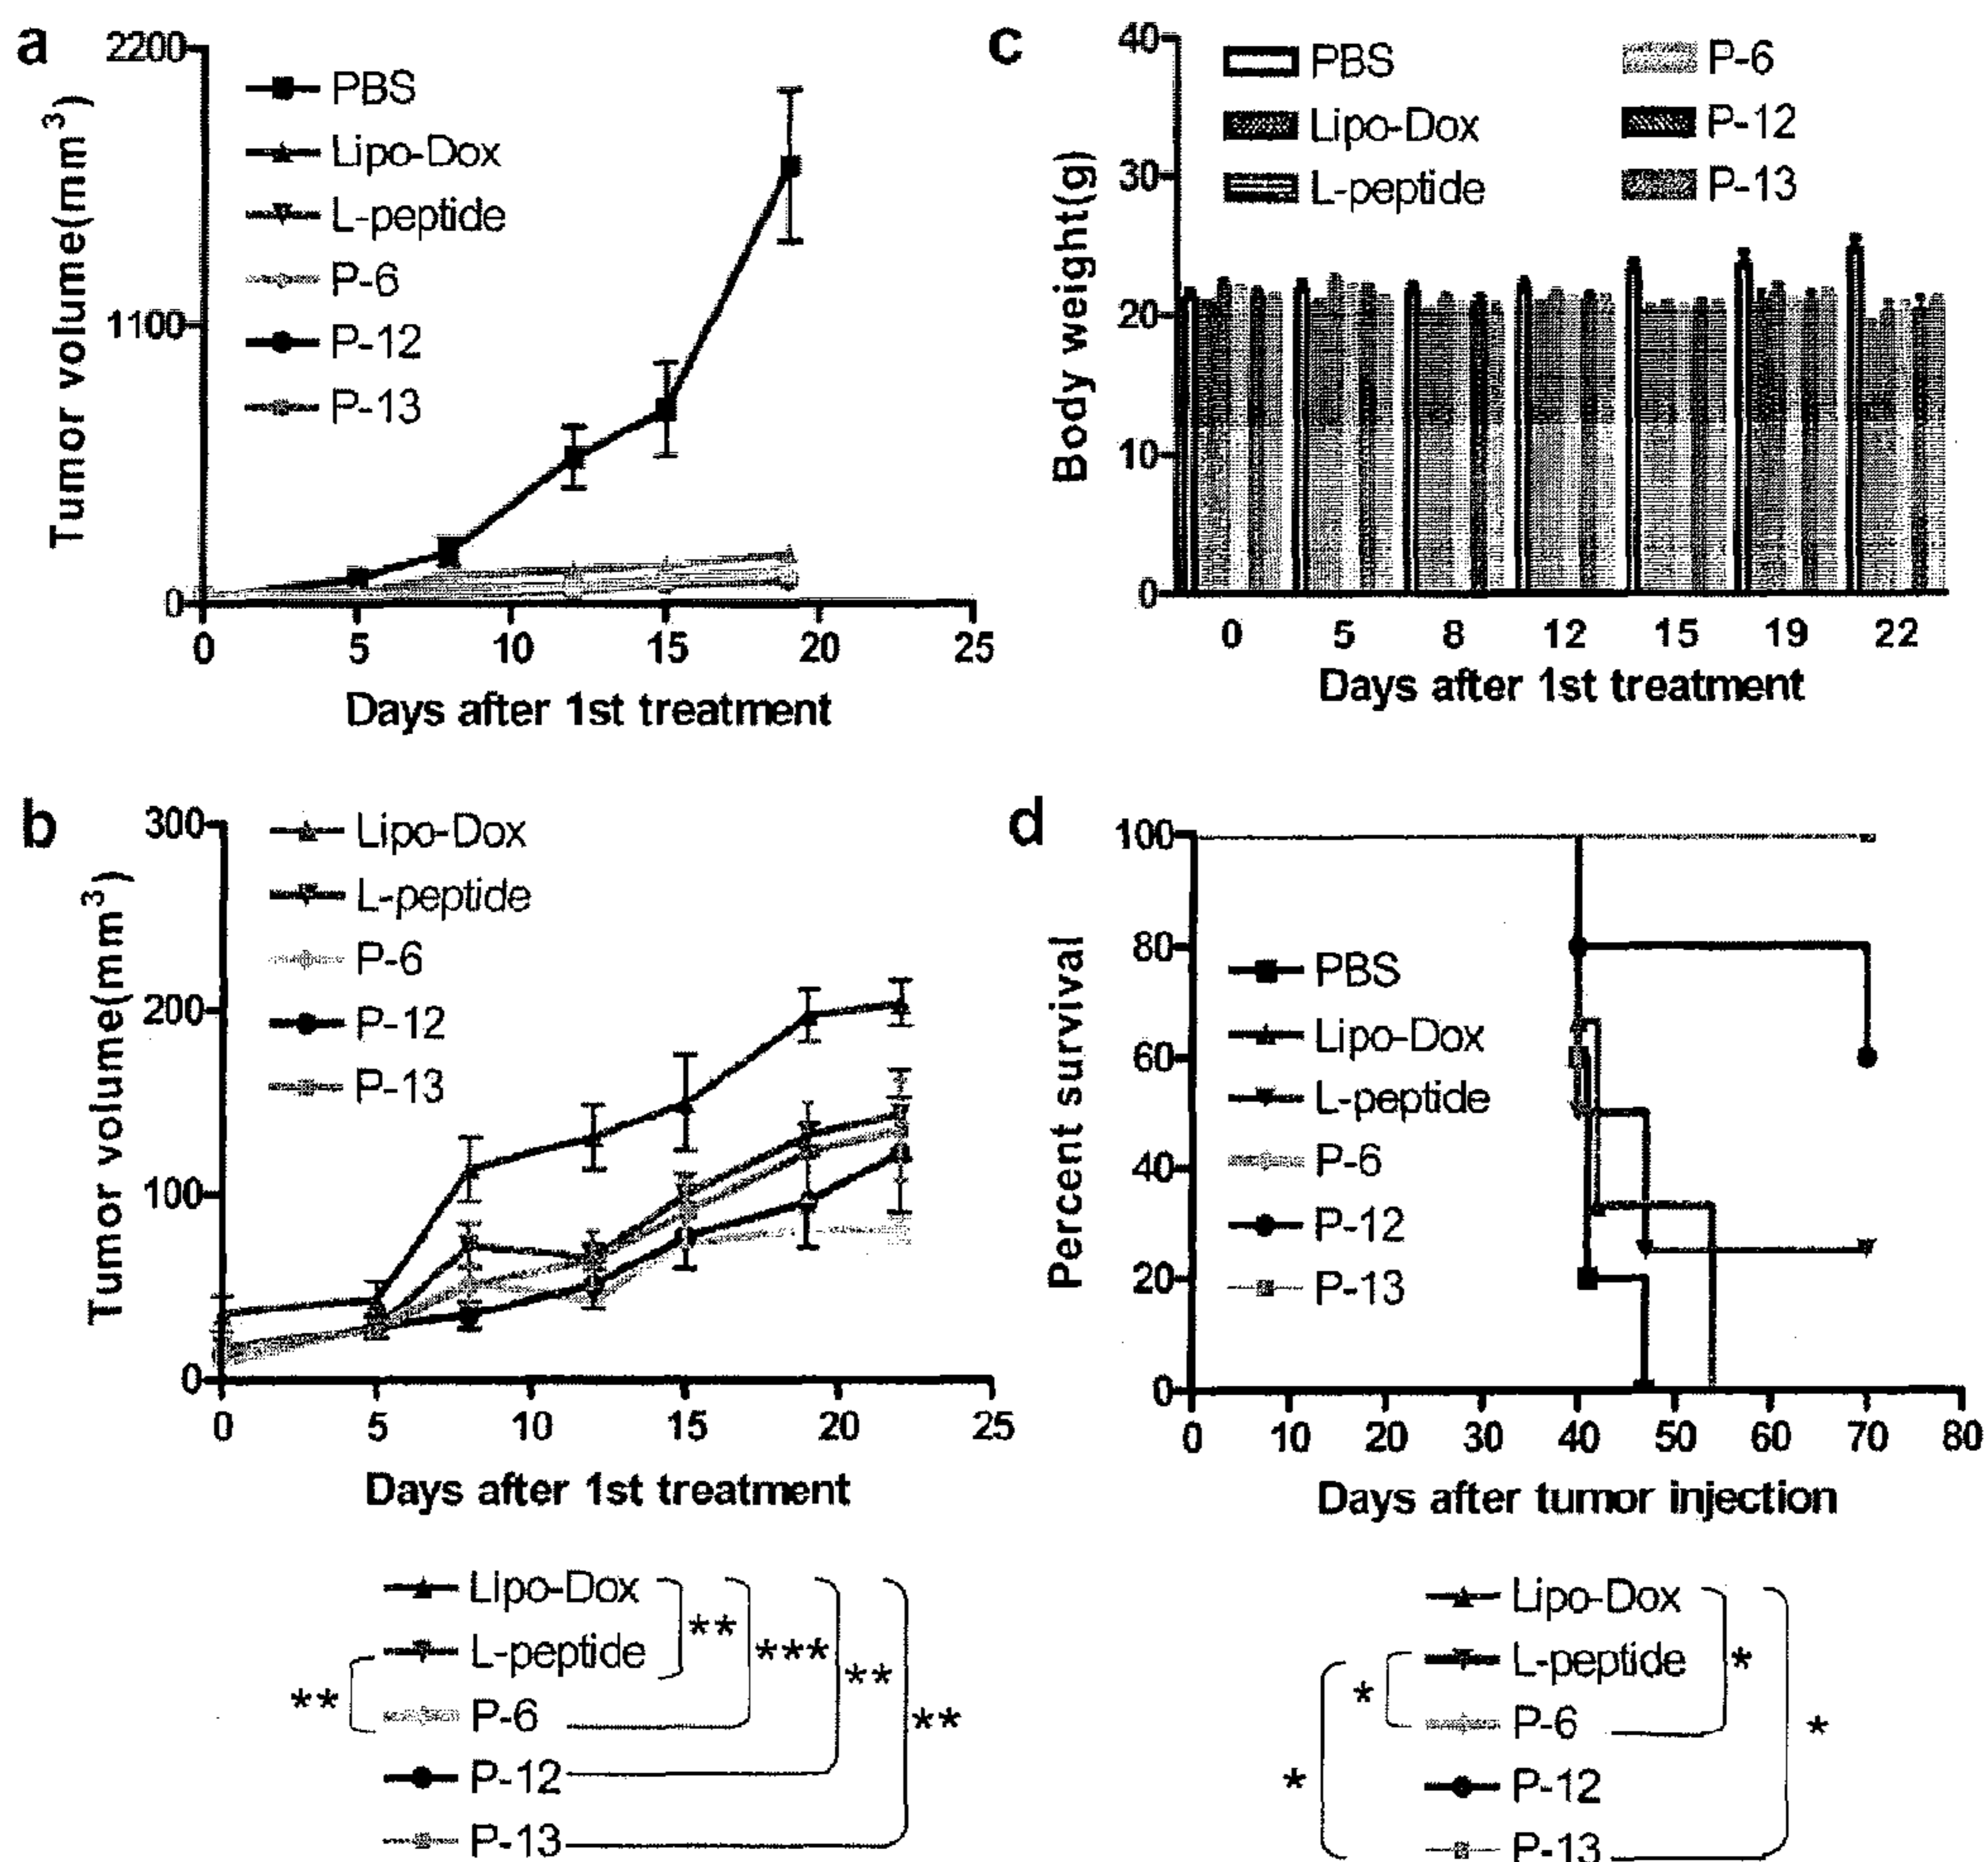 a
2200
1100
0
Tumor volume(mm³)
PBS
Lipo-Dox
L-peptide
P-6
P-12
P-13
0 5 10 15 20 25
Days after 1st treatment
c
40
30
20
10
0
Body weight(g)
PBS P-6
Lipo-Dox P-12
L-peptide P-13
0 5 8 12 15 19 22
Days after 1st treatment
b
300
200
100
0
Tumor volume(mm³)
Lipo-Dox
L-peptide
P-6
P-12
P-13
0 5 10 15 20 25
Days after 1st treatment
Lipo-Dox
L-peptide
P-6
P-12
P-13
**
**
***
**
**
d
100
80
60
40
20
0
Percent survival
PBS
Lipo-Dox
L-peptide
P-6
P-12
P-13
0 10 20 30 40 50 60 70 80
Days after tumor injection
Lipo-Dox
L-peptide
P-6
P-12
P-13
*
*
*
*